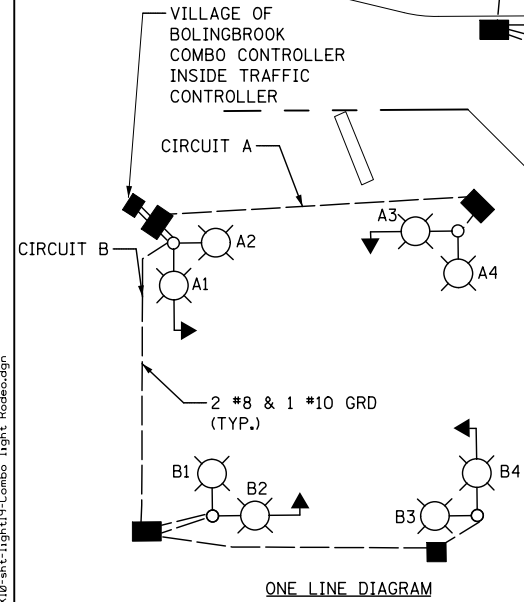 VILLAGE OF
BOLINGBROOK
COMBO CONTROLLER
INSIDE TRAFFIC
CONTROLLER
CIRCUIT A
A3
A2
CIRCUIT B
A1
A4
2 #8 & 1 #10 GRD
(TYP.)
B1
B2
B4
B3
ONE LINE DIAGRAM